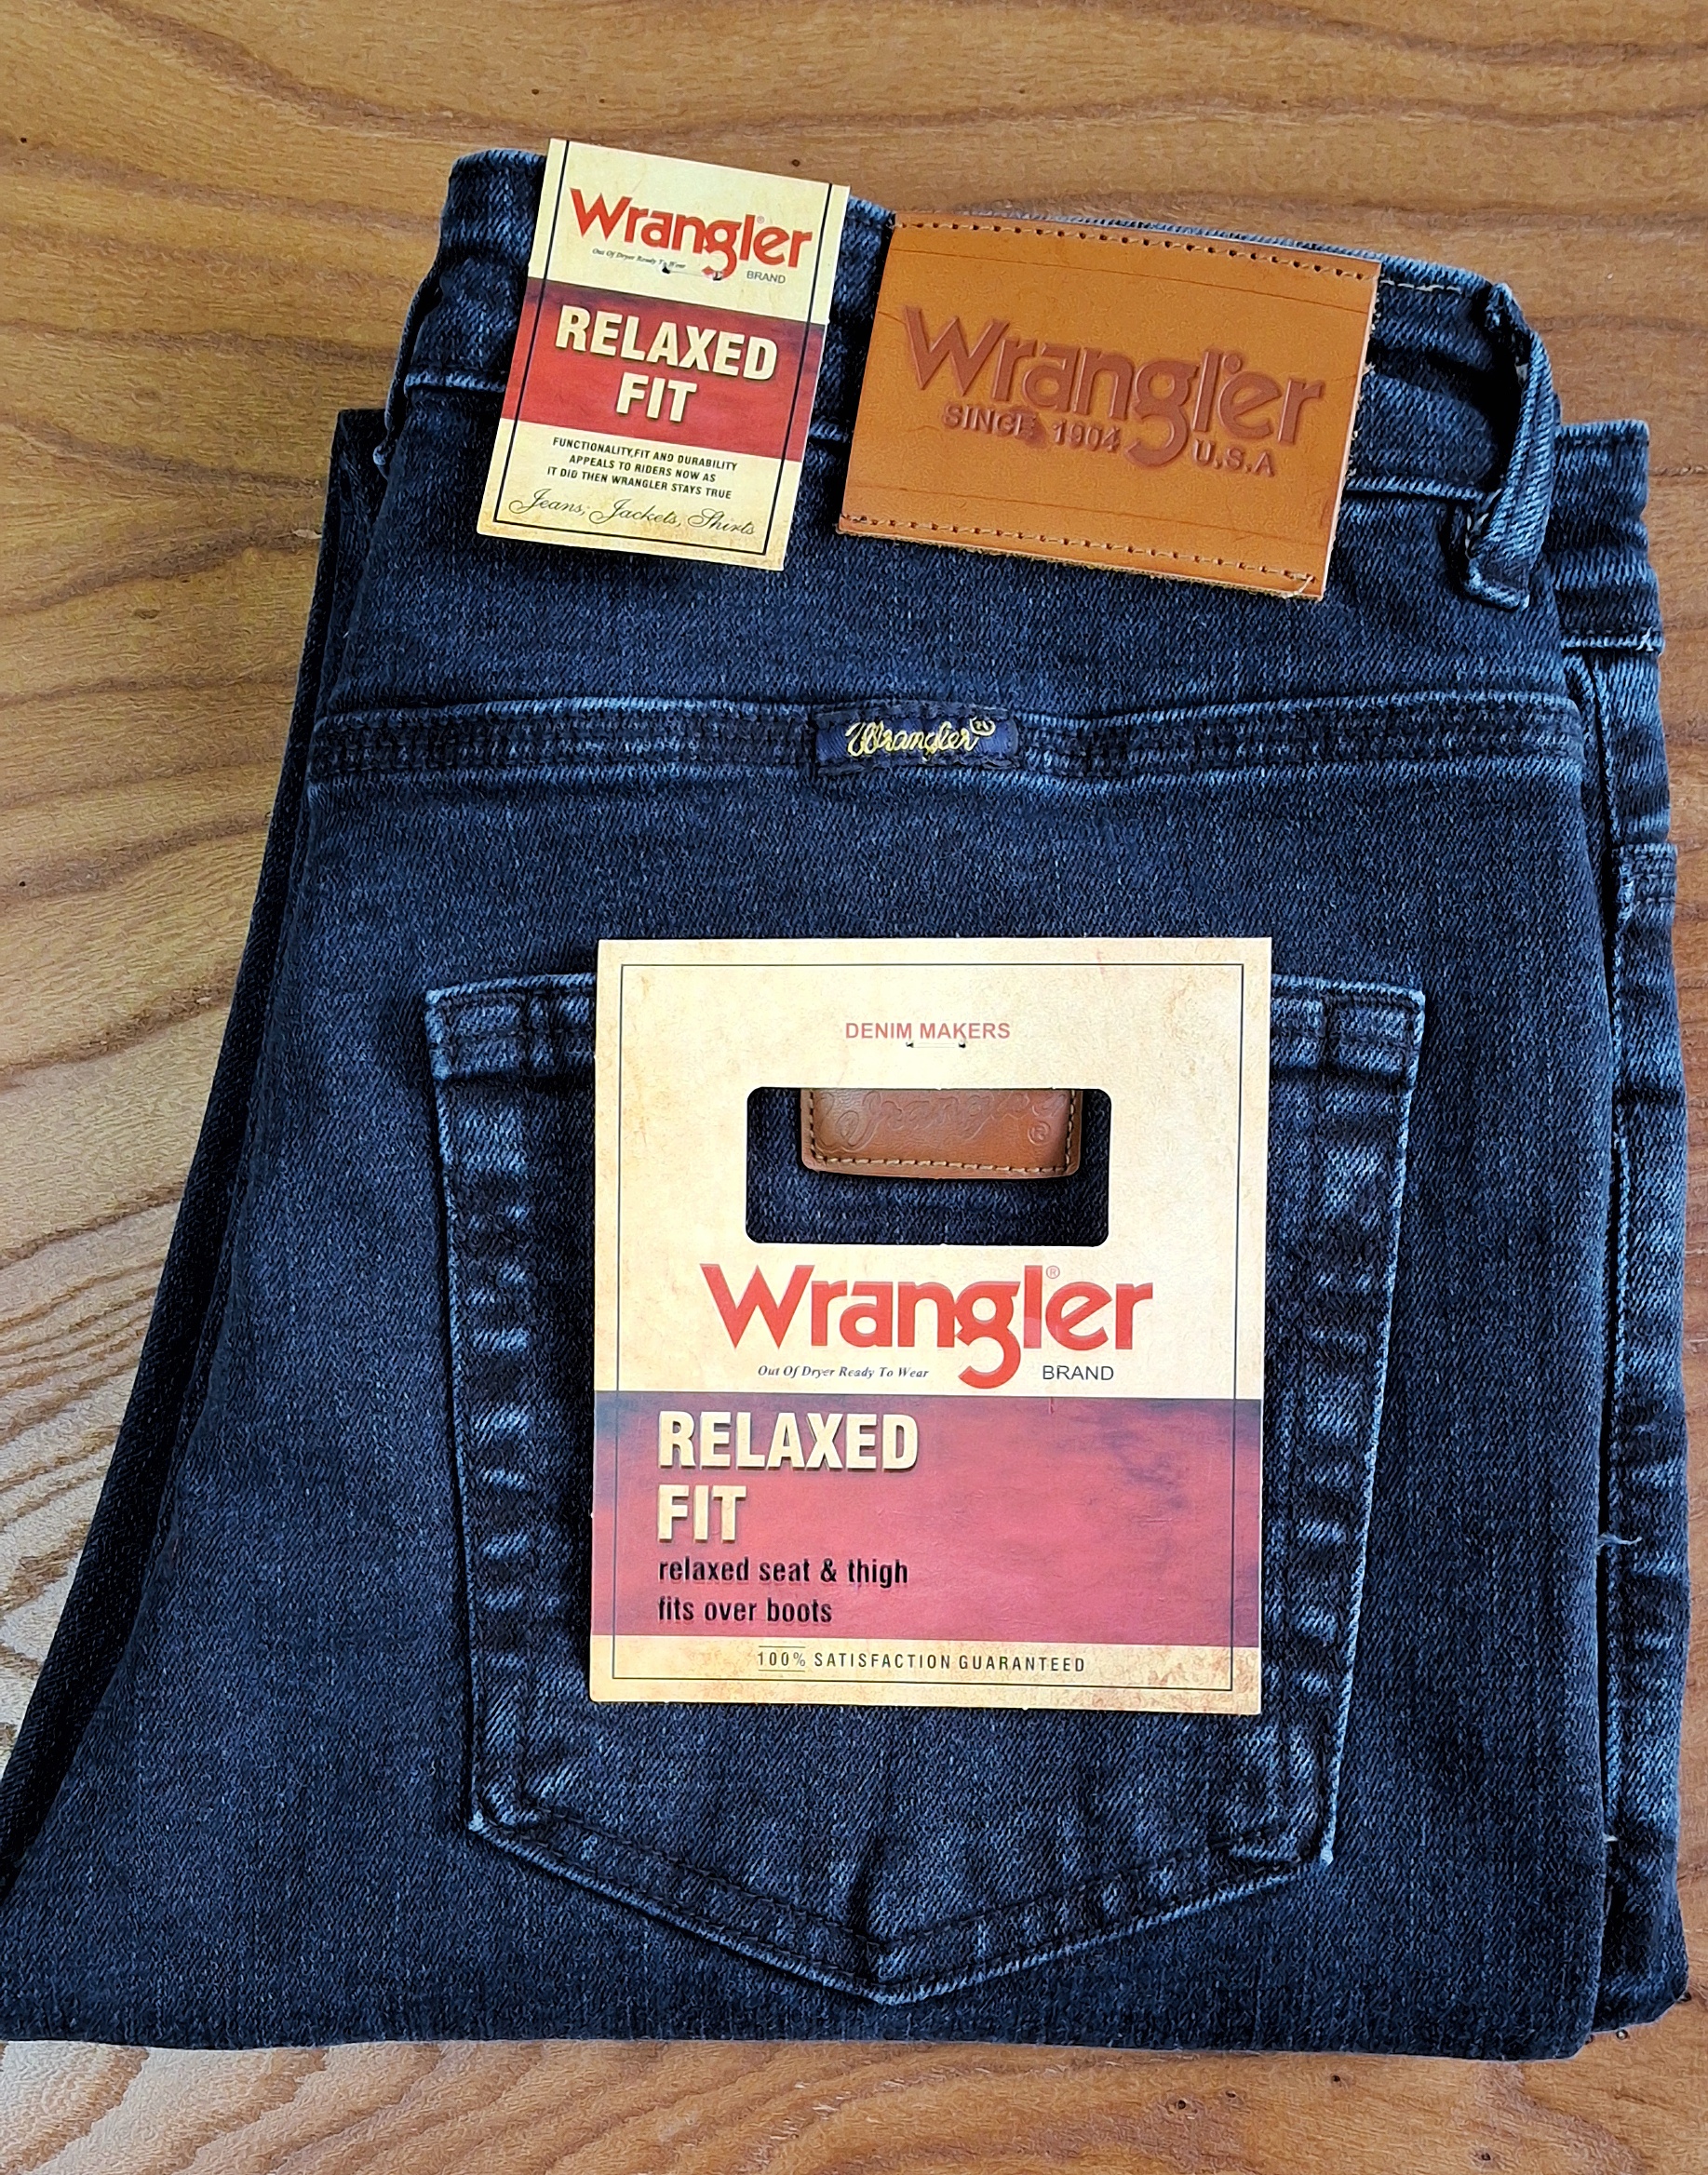 Wrangler®
Out Of Dryer Ready To Wear
BRAND
RELAXED
FIT
FUNCTIONALITY,FIT AND DURABILITY
APPEALS TO RIDERS NOW AS
IT DID THEN WRANGLER STAYS TRUE
Jeans, Jackets, Shirts
Wrangler
SINCE 1904 U.S.A
Wrangler®
DENIM MAKERS
Wrangler®
Wrangler®
Out Of Dryer Ready To Wear BRAND
RELAXED
FIT
relaxed seat & thigh
fits over boots
100% SATISFACTION GUARANTEED